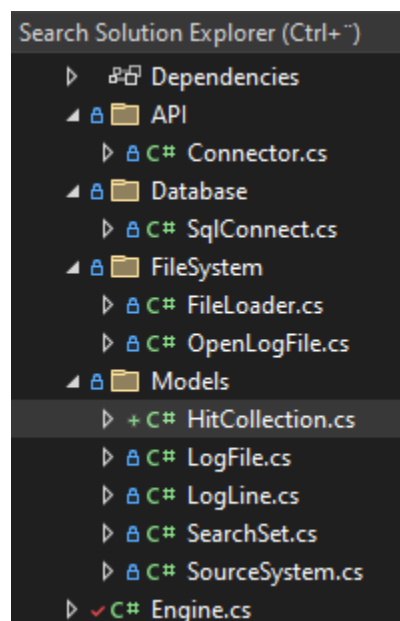 Search Solution Explorer (Ctrl+¨)
Dependencies
API
C# Connector.cs
Database
C# SqlConnect.cs
FileSystem
C# FileLoader.cs
C# OpenLogFile.cs
Models
+ C# HitCollection.cs
C# LogFile.cs
C# LogLine.cs
C# SearchSet.cs
C# SourceSystem.cs
C# Engine.cs